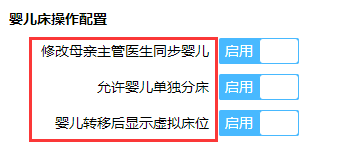 婴儿床操作配置
修改母亲主管医生同步婴儿 启用
允许婴儿单独分床 启用
婴儿转移后显示虚拟床位 启用